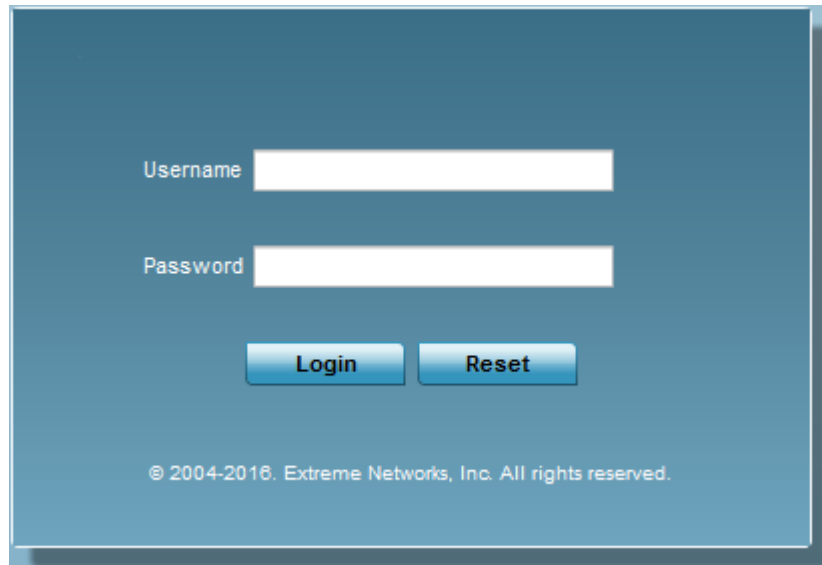 Username
Password
Login Reset
© 2004-2016. Extreme Networks, Inc. All rights reserved.